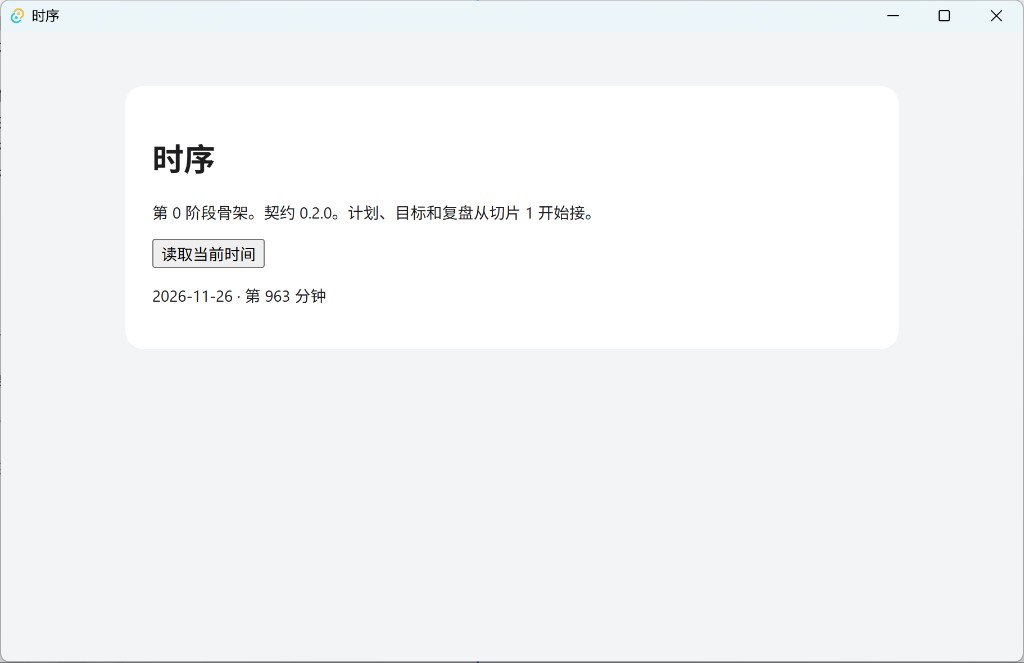 时序
时序
第 0 阶段骨架。契约 0.2.0。计划、目标和复盘从切片 1 开始接。
读取当前时间
2026-11-26 · 第 963 分钟